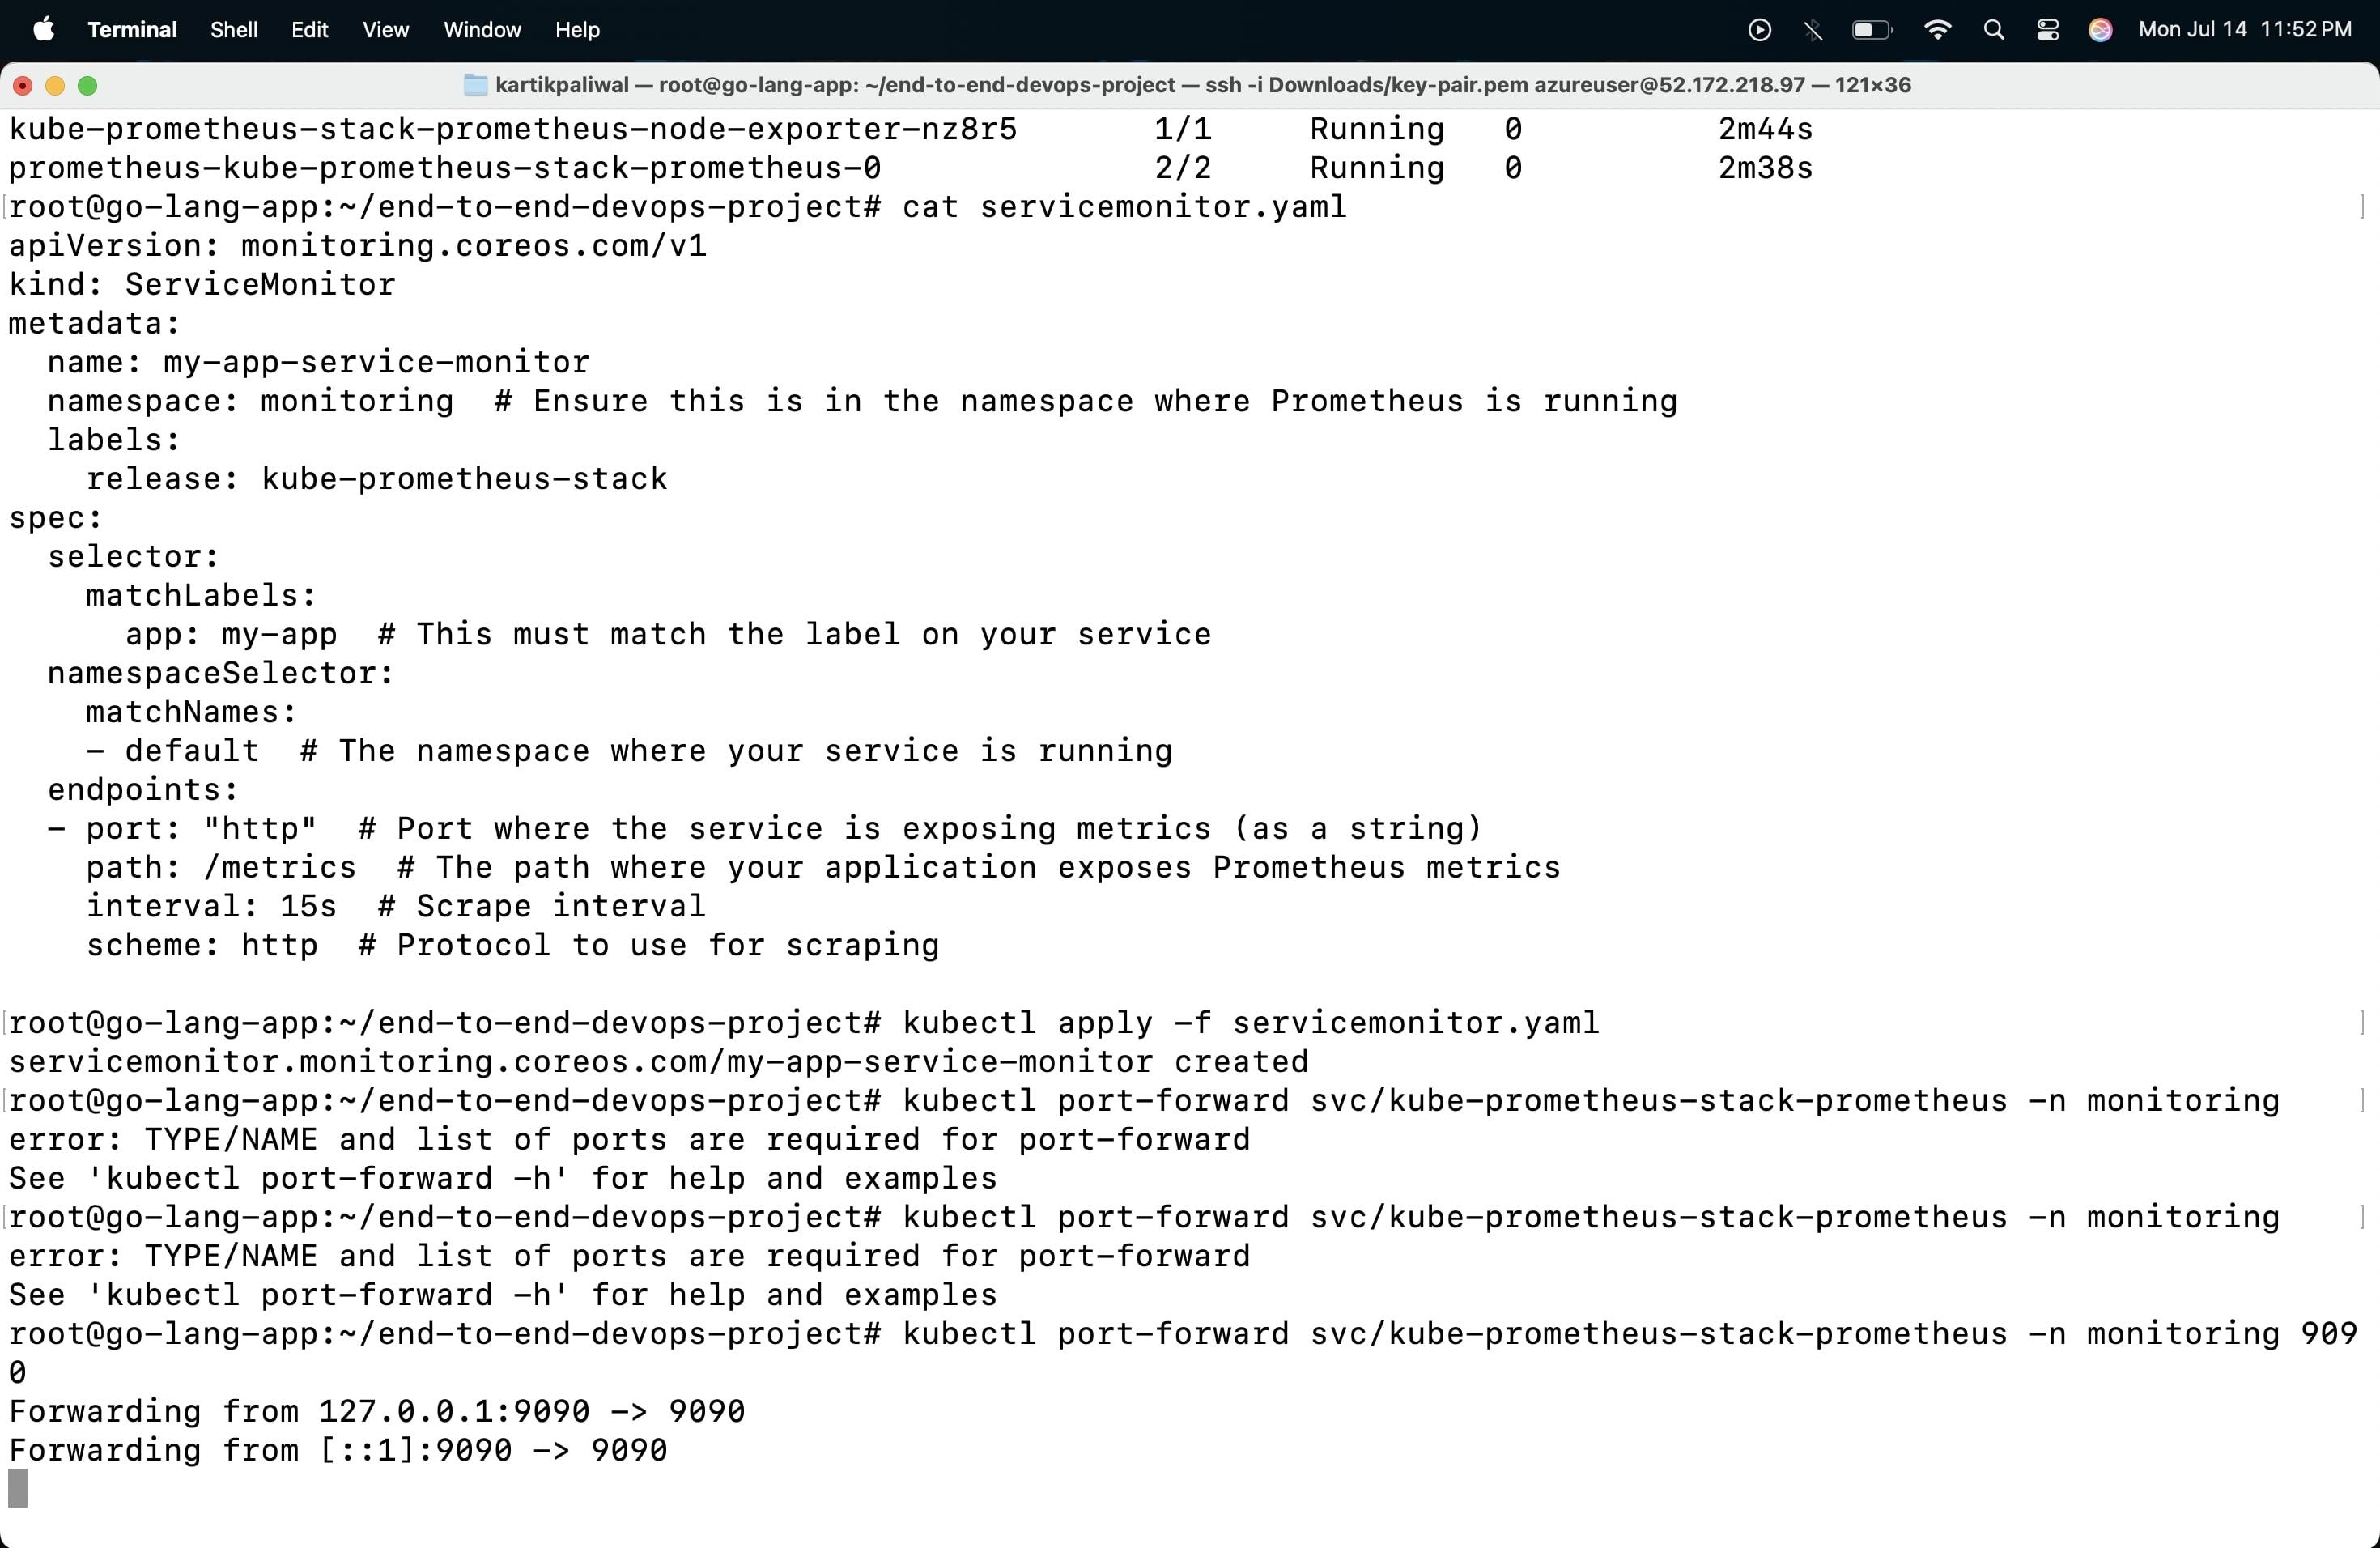 Terminal Shell Edit View Window Help Mon Jul 14 11:52 PM
kartikpaliwal — root@go-lang-app: ~/end-to-end-devops-project — ssh -i Downloads/key-pair.pem azureuser@52.172.218.97 — 121×36
kube-prometheus-stack-prometheus-node-exporter-nz8r5 1/1 Running 0 2m44s
prometheus-kube-prometheus-stack-prometheus-0 2/2 Running 0 2m38s
[root@go-lang-app:~/end-to-end-devops-project# cat servicemonitor.yaml ]
apiVersion: monitoring.coreos.com/v1
kind: ServiceMonitor
metadata:
  name: my-app-service-monitor
  namespace: monitoring  # Ensure this is in the namespace where Prometheus is running
  labels:
    release: kube-prometheus-stack
spec:
  selector:
    matchLabels:
      app: my-app  # This must match the label on your service
  namespaceSelector:
    matchNames:
    - default  # The namespace where your service is running
  endpoints:
  - port: "http"  # Port where the service is exposing metrics (as a string)
    path: /metrics  # The path where your application exposes Prometheus metrics
    interval: 15s  # Scrape interval
    scheme: http  # Protocol to use for scraping
[root@go-lang-app:~/end-to-end-devops-project# kubectl apply -f servicemonitor.yaml ]
servicemonitor.monitoring.coreos.com/my-app-service-monitor created
[root@go-lang-app:~/end-to-end-devops-project# kubectl port-forward svc/kube-prometheus-stack-prometheus -n monitoring ]
error: TYPE/NAME and list of ports are required for port-forward
See 'kubectl port-forward -h' for help and examples
[root@go-lang-app:~/end-to-end-devops-project# kubectl port-forward svc/kube-prometheus-stack-prometheus -n monitoring ]
error: TYPE/NAME and list of ports are required for port-forward
See 'kubectl port-forward -h' for help and examples
root@go-lang-app:~/end-to-end-devops-project# kubectl port-forward svc/kube-prometheus-stack-prometheus -n monitoring 909
0
Forwarding from 127.0.0.1:9090 -> 9090
Forwarding from [::1]:9090 -> 9090